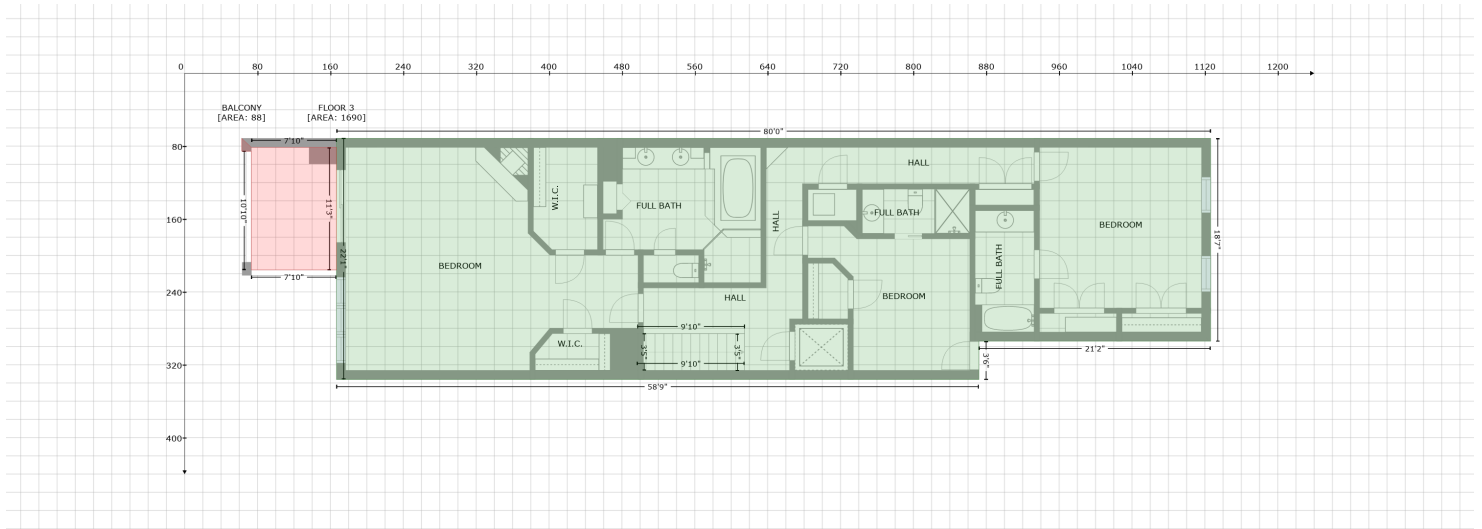 0 80 160 240 320 400 480 560 640 720 800 880 960 1040 1120 1200
BALCONY
[AREA: 88]
FLOOR 3
[AREA: 1690]
80'0"
7'10"
80
HALL
W.I.C.
FULL BATH
FULL BATH
10'10"
11'3"
160
HALL
BEDROOM
18'7"
22'1"
BEDROOM
FULL BATH
7'10"
240
HALL
BEDROOM
9'10"
W.I.C.
3'5"
3'5"
21'2"
3'6"
320
9'10"
58'9"
400